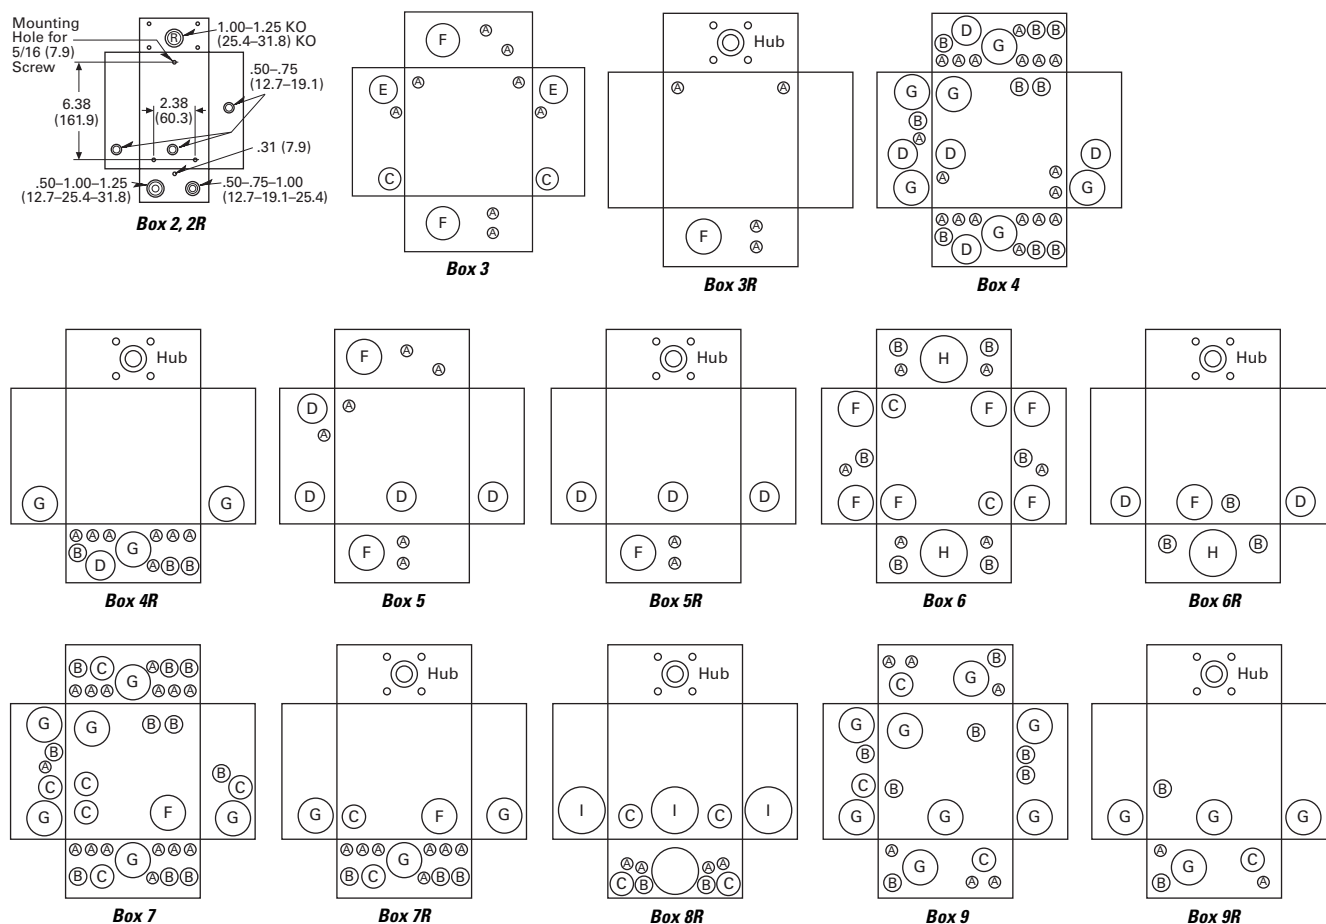 Mounting
Hole for
5/16 (7.9)
Screw
R
1.00–1.25 KO
(25.4–31.8) KO
.50–.75
(12.7–19.1)
6.38
(161.9)
2.38
(60.3)
.31 (7.9)
.50–1.00–1.25
(12.7–25.4–31.8)
.50–.75–1.00
(12.7–19.1–25.4)
Box 2, 2R
F A A
E A A E
A A
C C
F A A
Box 3
Hub
A A
F A A
Box 3R
D G A B B
B A A A A A A
G G A B B
B A
D D D
A A A
G G
A A A G A A A
B D A B B
Box 4
Hub
G G
A A A G A A A
B D A B B
Box 4R
F A A
D A
A
D D D
F A A
Box 5
Hub
D D D
F A A
Box 5R
B H B
A A
F C F F
A B B A
F F C F
A H A
B B
Box 6
Hub
D F B D
B H B
Box 6R
B C G A B B
A A A A A A
G G B B
B
A
C C B C
G C F G
A A A G A A A
B C A B B
Box 7
Hub
G C F G
A A A G A A A
B C A B B
Box 7R
Hub
I C I C I
A A A A
C B B C
Box 8R
A A G B
C A
G G B G
B B
C B B
G G G
A G C
B A A
Box 9
Hub
B
G G G
A G C
B A
Box 9R